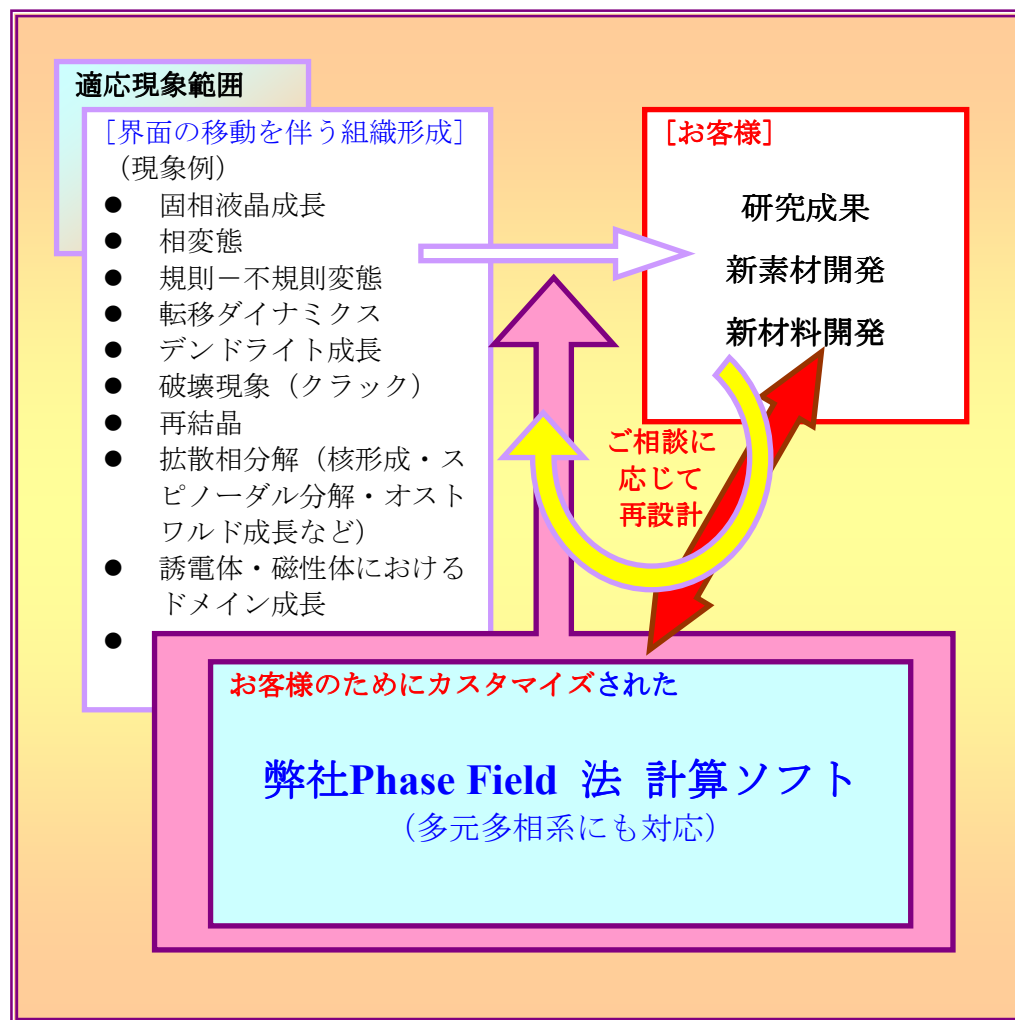 適応現象範囲
[界面の移動を伴う組織形成]
（現象例）
● 固相液晶成長
● 相変態
● 規則－不規則変態
● 転移ダイナミクス
● デンドライト成長
● 破壊現象（クラック）
● 再結晶
● 拡散相分解（核形成・ス
ピノーダル分解・オスト
ワルド成長など）
● 誘電体・磁性体における
ドメイン成長
●
[お客様]
研究成果
新素材開発
新材料開発
ご相談に
応じて
再設計
お客様のためにカスタマイズされた
弊社Phase Field 法 計算ソフト
（多元多相系にも対応）